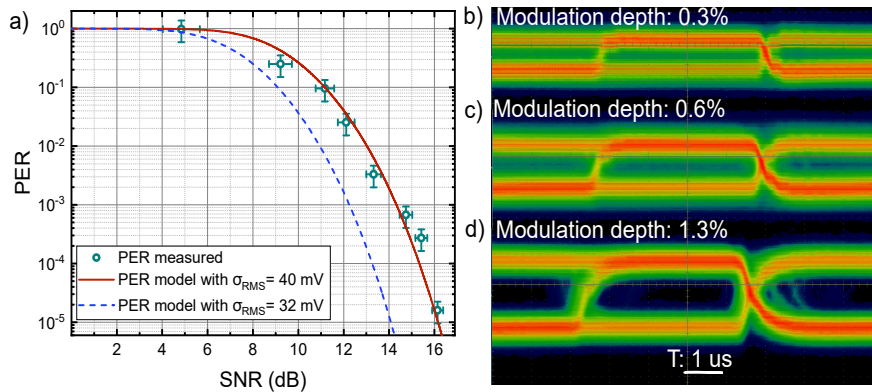 a)
10⁰
10⁻¹
10⁻²
10⁻³
10⁻⁴
10⁻⁵
PER
PER measured
PER model with σRMS= 40 mV
PER model with σRMS= 32 mV
2 4 6 8 10 12 14 16
SNR (dB)
b) Modulation depth: 0.3%
c) Modulation depth: 0.6%
d) Modulation depth: 1.3%
T: 1 us